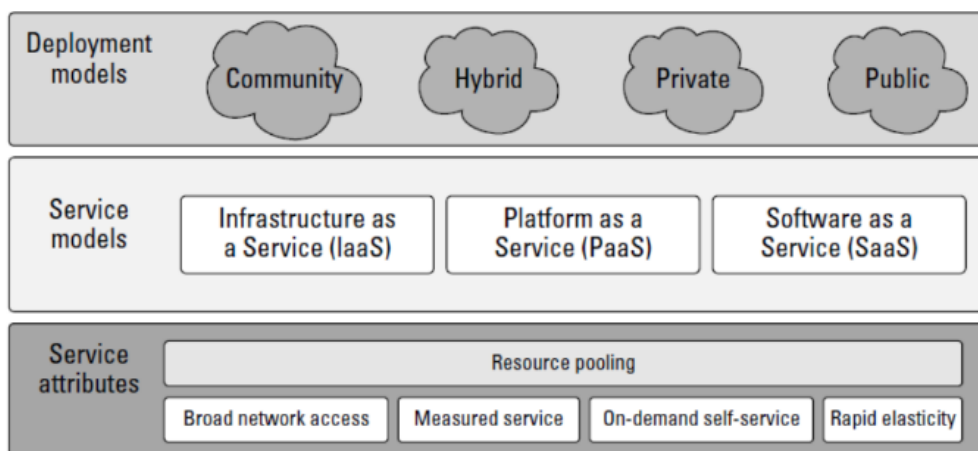 Deployment
models
Community
Hybrid
Private
Public
Service
models
Infrastructure as
a Service (IaaS)
Platform as a
Service (PaaS)
Software as a
Service (SaaS)
Service
attributes
Resource pooling
Broad network access
Measured service
On-demand self-service
Rapid elasticity